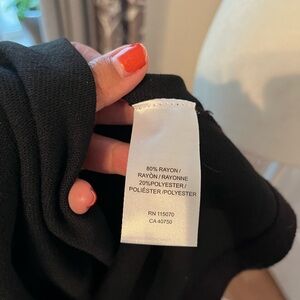 80% RAYON /
RAYÓN / RAYONNE
20%POLYESTER /
POLIÉSTER /POLYESTER
RN 115070
CA 40750